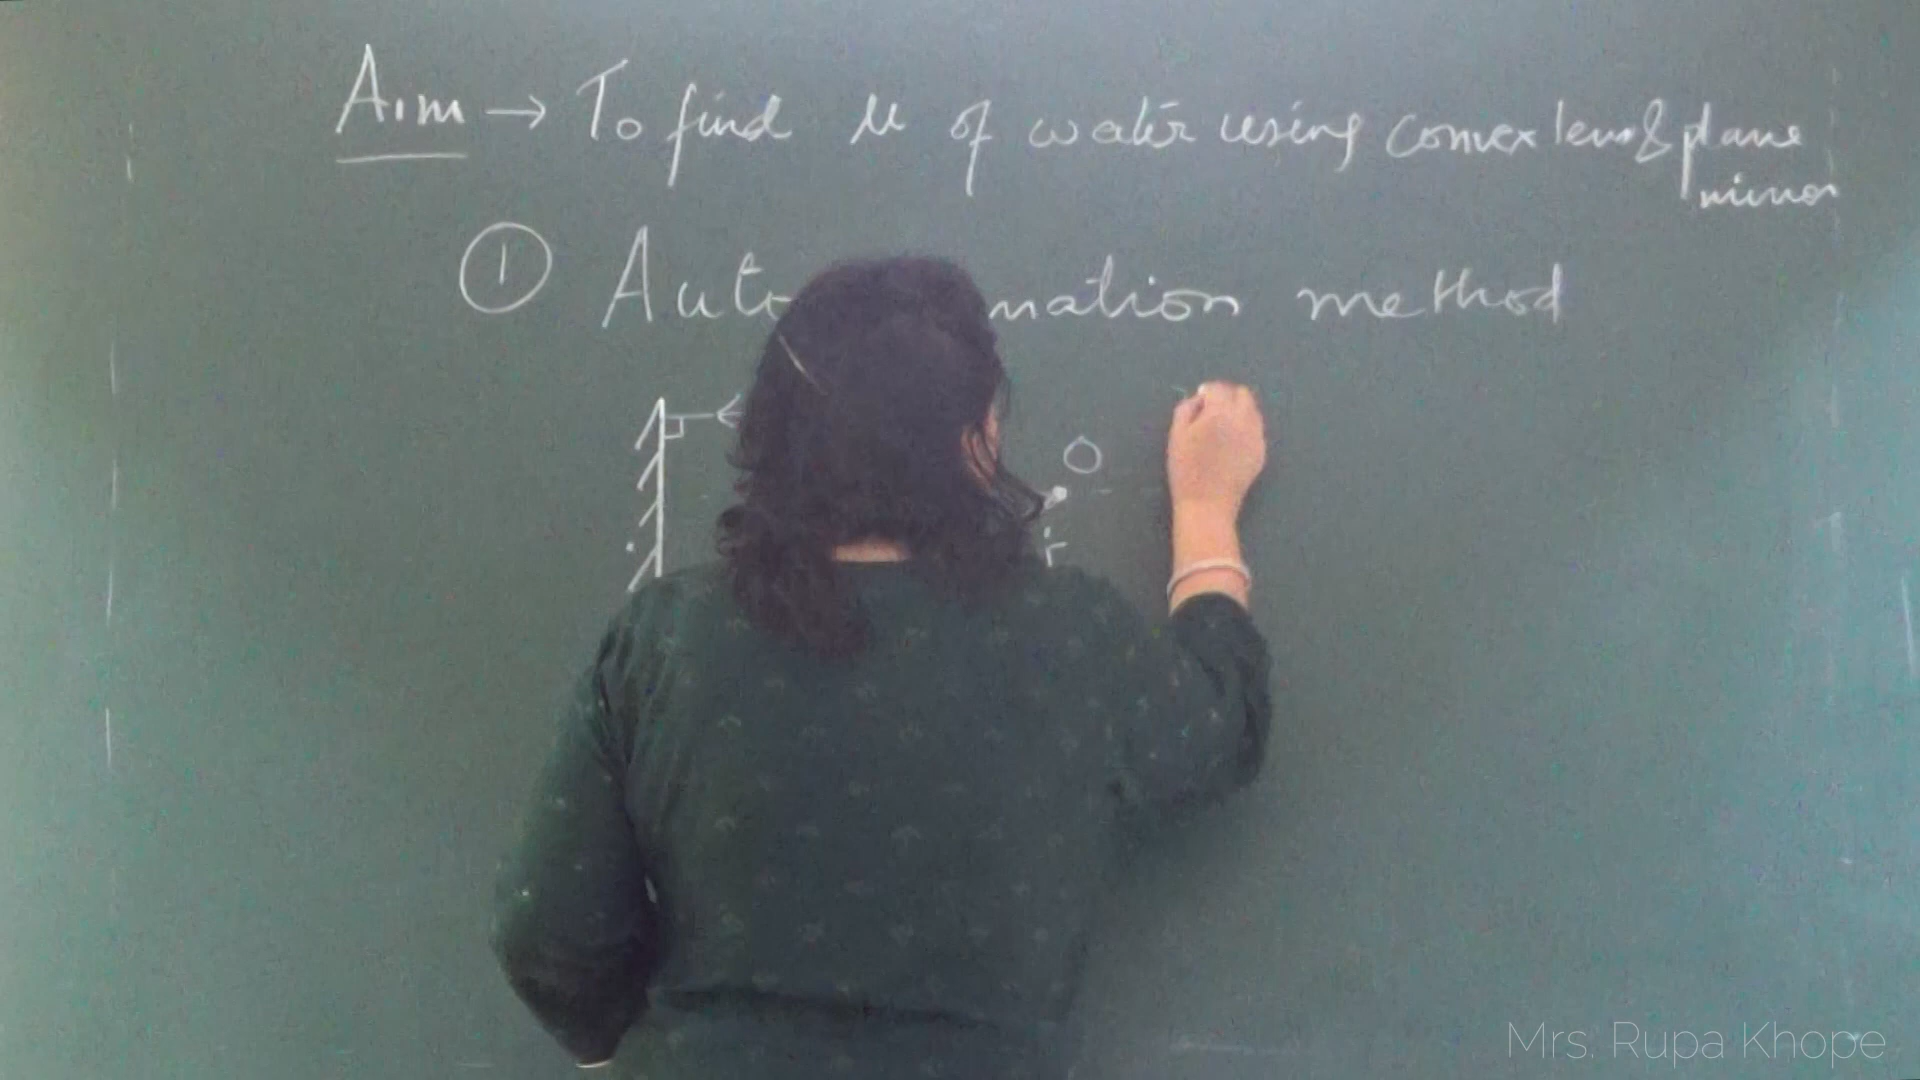 Aim → To find μ of water using convex lens & plane
mirror
① Aut mation method
O
Mrs. Rupa Khope